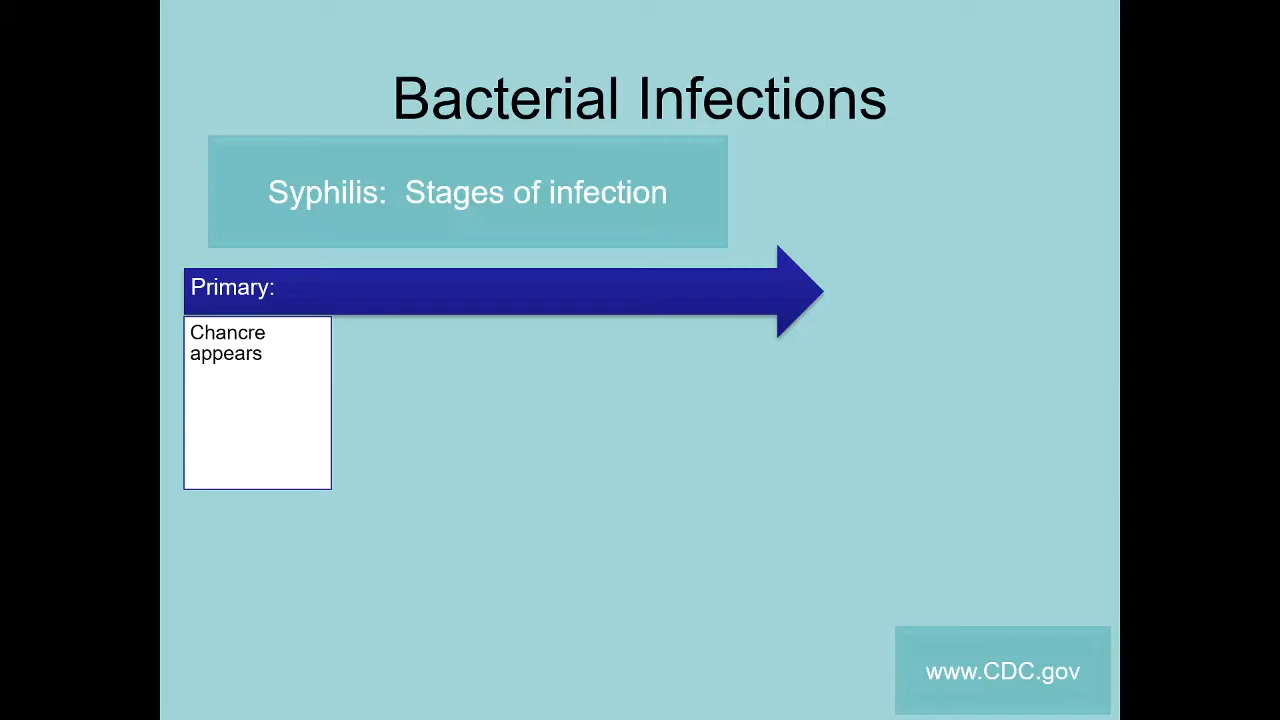 Bacterial Infections
Syphilis:  Stages of infection
Primary:
Chancre
appears
www.CDC.gov